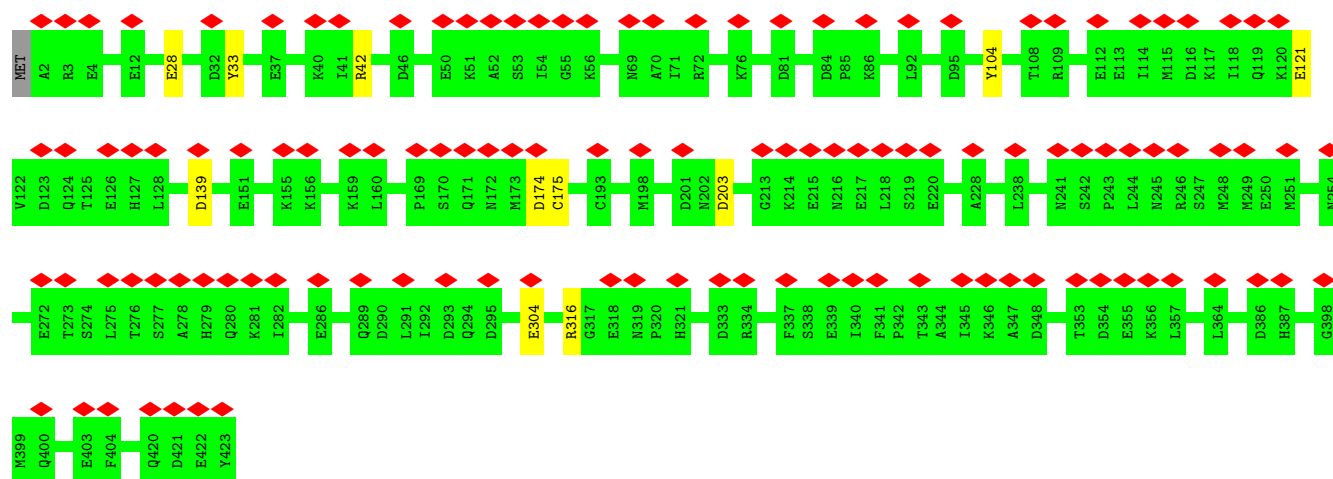 MET A2 R3 E4 E12 E28 D32 Y33 E37 K40 I41 R42 D46 E50 K51 A52 S53 I54 G55 K56 N69 A70 I71 R72 K76 D81 D84 P85 K86 L92 D95 Y104 T108 R109 E112 E113 I114 M115 D116 K117 I118 Q119 K120 E121
V122 D123 Q124 T125 E126 H127 L128 D139 E151 K155 K156 K159 L160 P169 S170 Q171 N172 M173 D174 G175 C193 M198 D201 N202 D203 G213 K214 E215 N216 E217 L218 S219 E220 A228 L238 N241 S242 P243 L244 N245 R246 S247 M248 M249 E250 M251 N254
E272 T273 S274 L275 T276 S277 A278 H279 Q280 K281 I282 E286 Q289 D290 L291 I292 D293 Q294 D295 E304 R316 G317 E318 N319 P320 H321 D333 R334 F337 S338 E339 I340 F341 P342 T343 A344 I345 K346 A347 D348 T353 D354 E355 K356 L357 L364 D386 H387 G398
M399 Q400 E403 F404 Q420 D421 E422 Y423